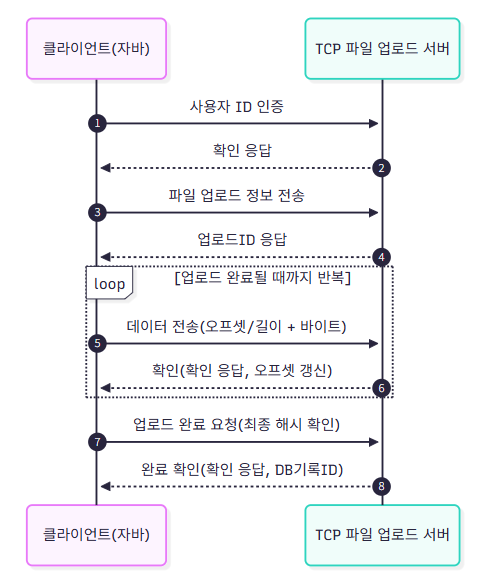 클라이언트(자바)
TCP 파일 업로드 서버
사용자 ID 인증
1
확인 응답
2
파일 업로드 정보 전송
3
업로드ID 응답
4
loop
[업로드 완료될 때까지 반복]
데이터 전송(오프셋/길이 + 바이트)
5
확인(확인 응답, 오프셋 갱신)
6
업로드 완료 요청(최종 해시 확인)
7
완료 확인(확인 응답, DB기록ID)
8
클라이언트(자바)
TCP 파일 업로드 서버